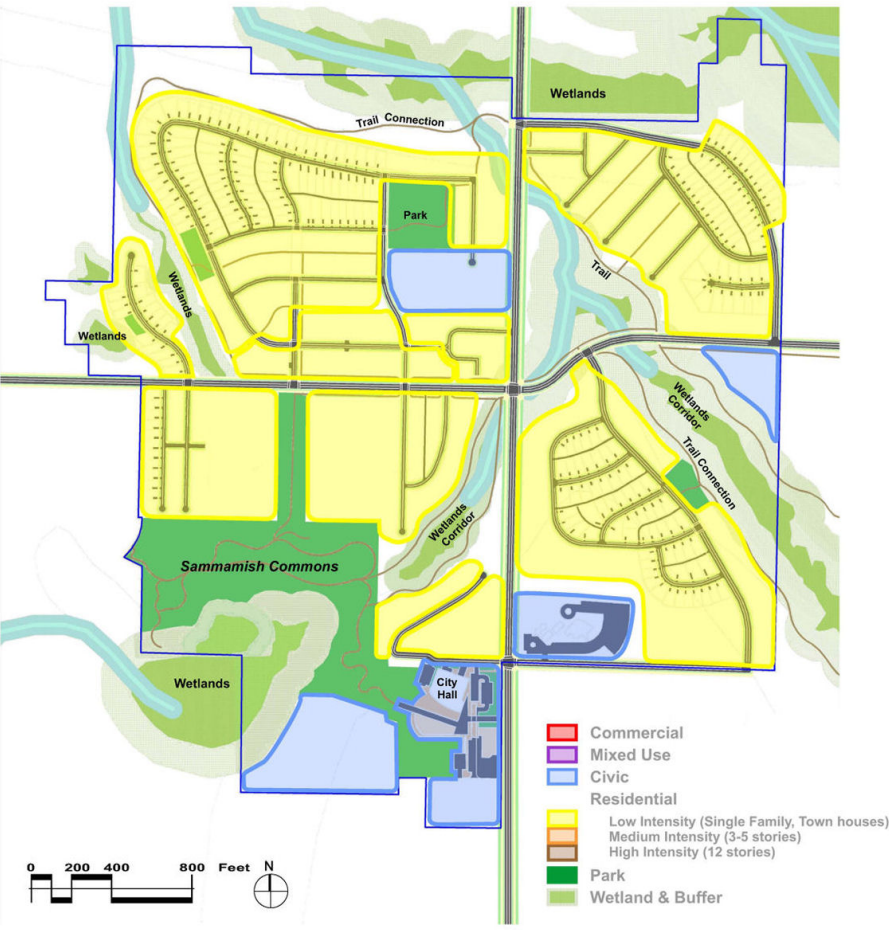 Wetlands
Trail Connection
Park
Trail
Wetlands
Wetlands
Wetlands
Corridor
Trail Connection
Wetlands
Corridor
Sammamish Commons
Wetlands
City
Hall
Commercial
Mixed Use
Civic
Residential
Low Intensity (Single Family, Town houses)
Medium Intensity (3-5 stories)
High Intensity (12 stories)
Park
Wetland & Buffer
0 200 400 800 Feet N